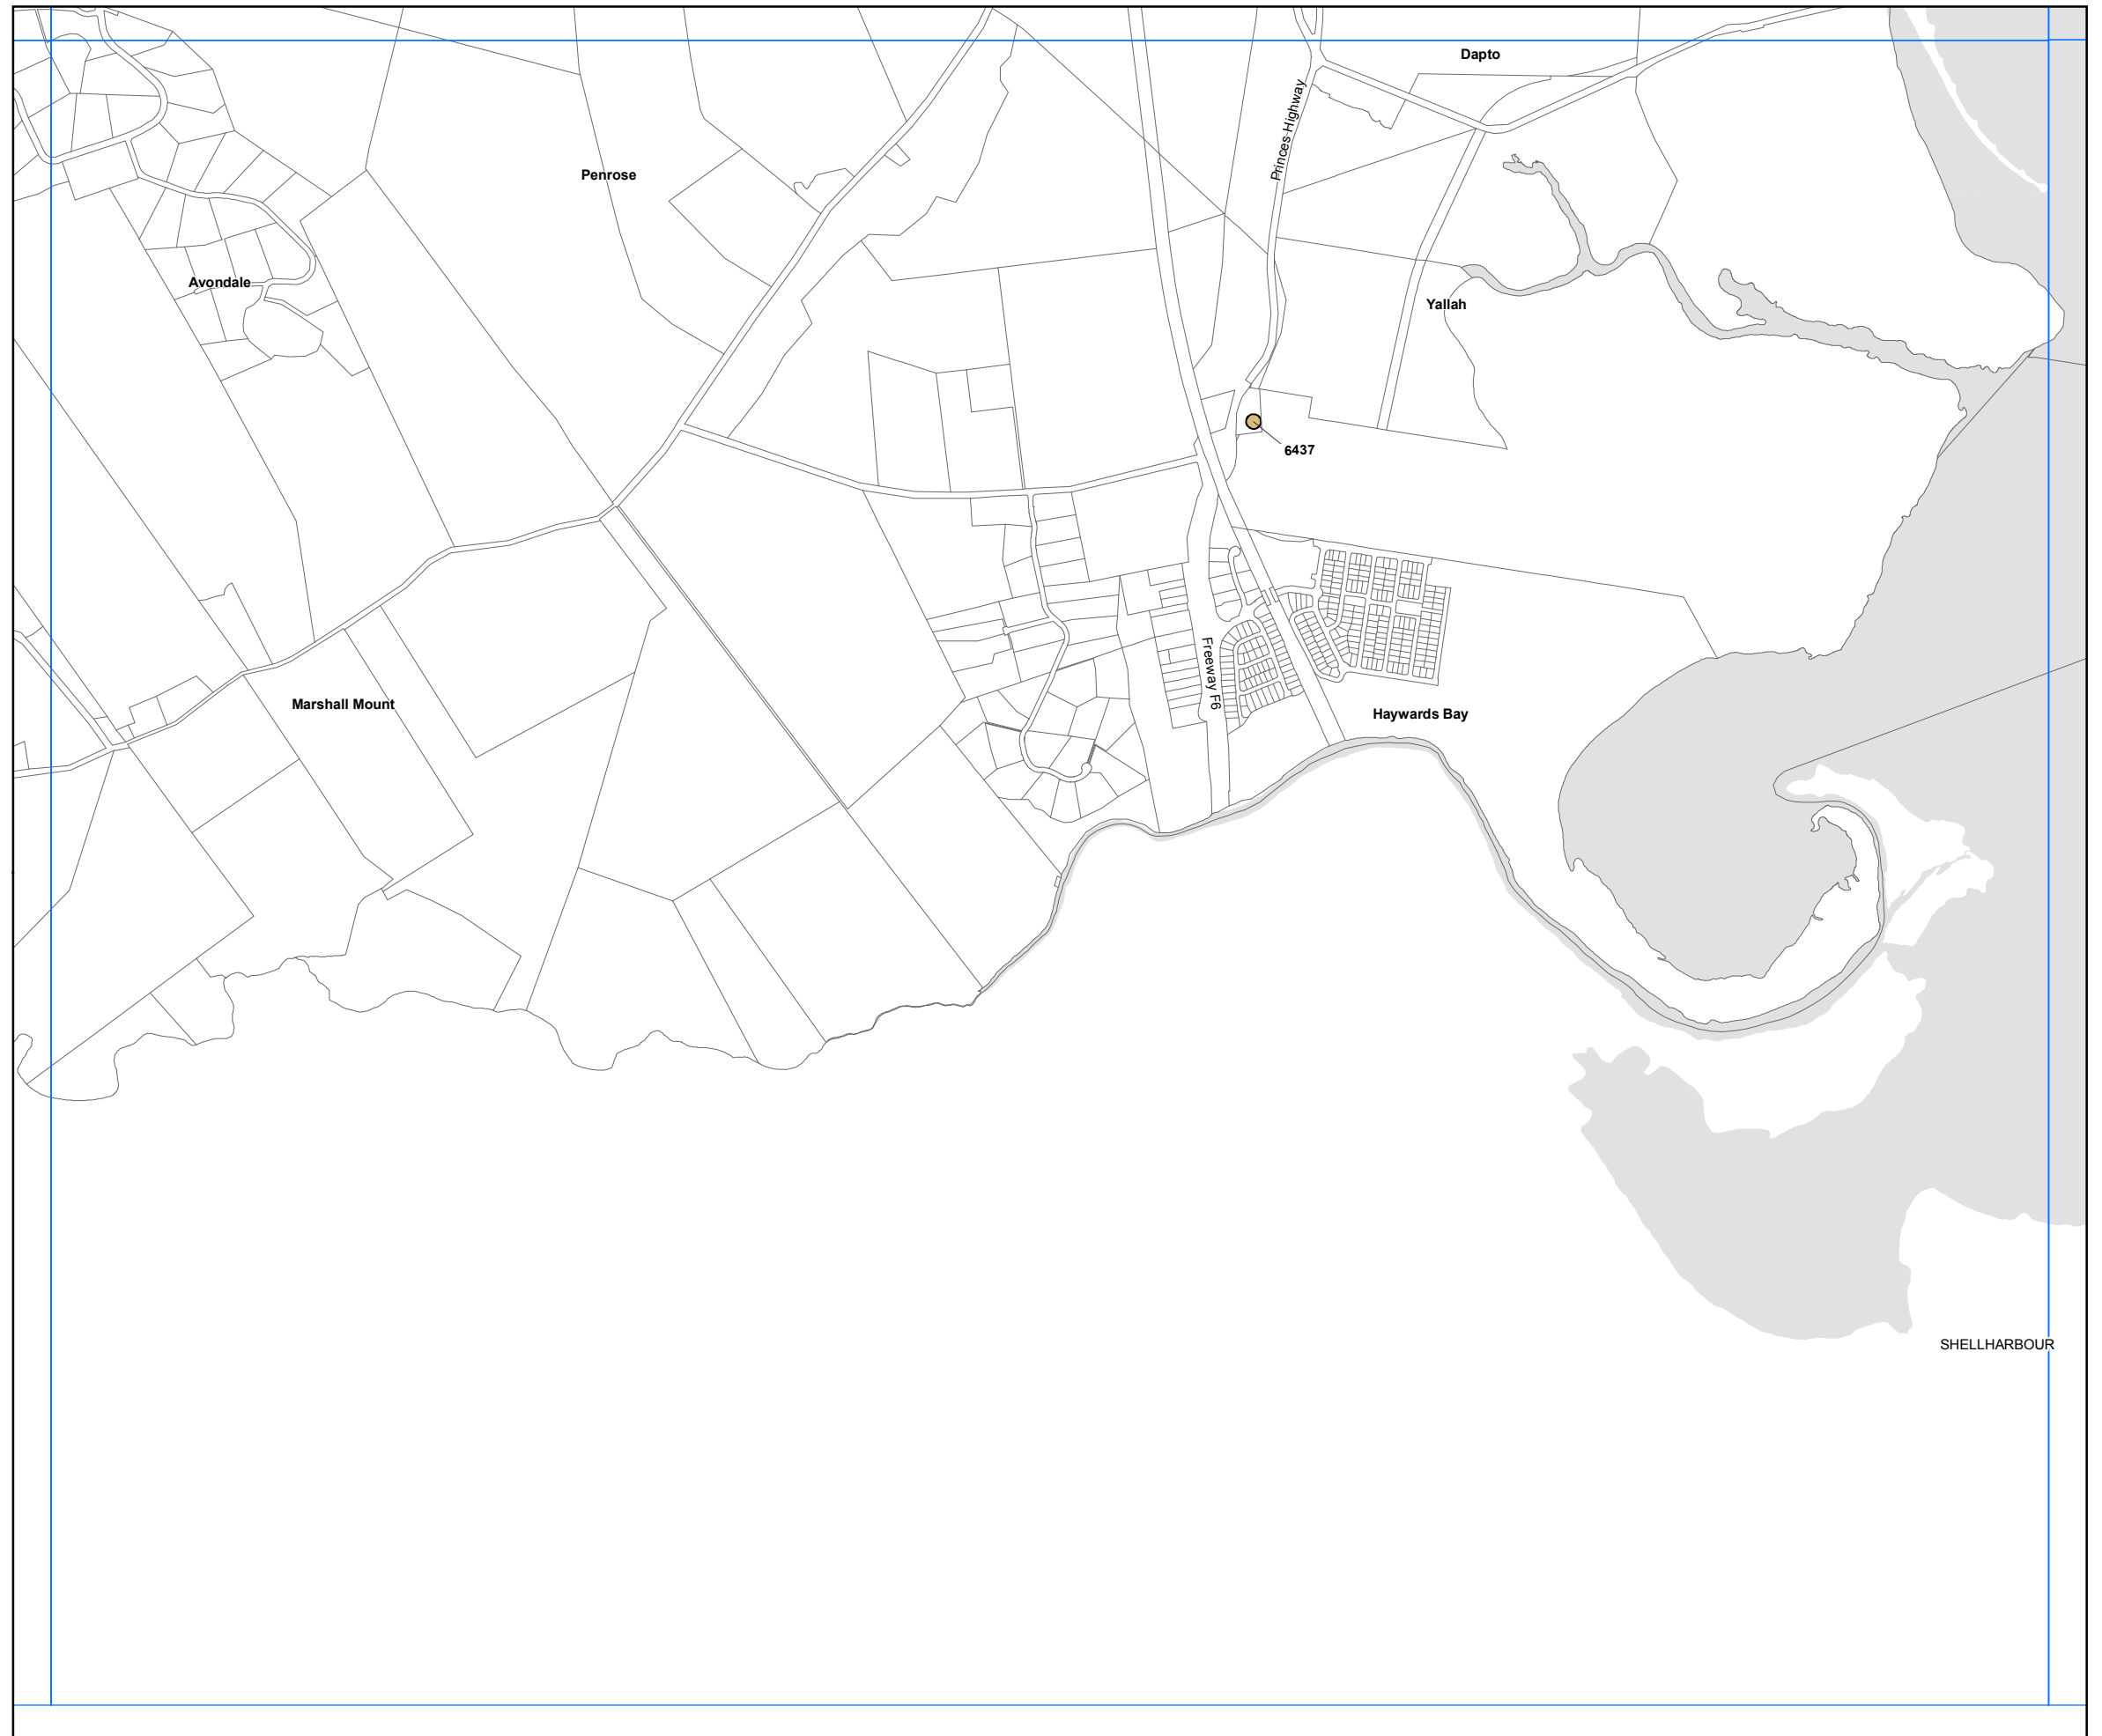 Dapto
Princes Highway
Penrose
Avondale
Yallah
6437
Freeway F6
Marshall Mount
Haywards Bay
SHELLHARBOUR